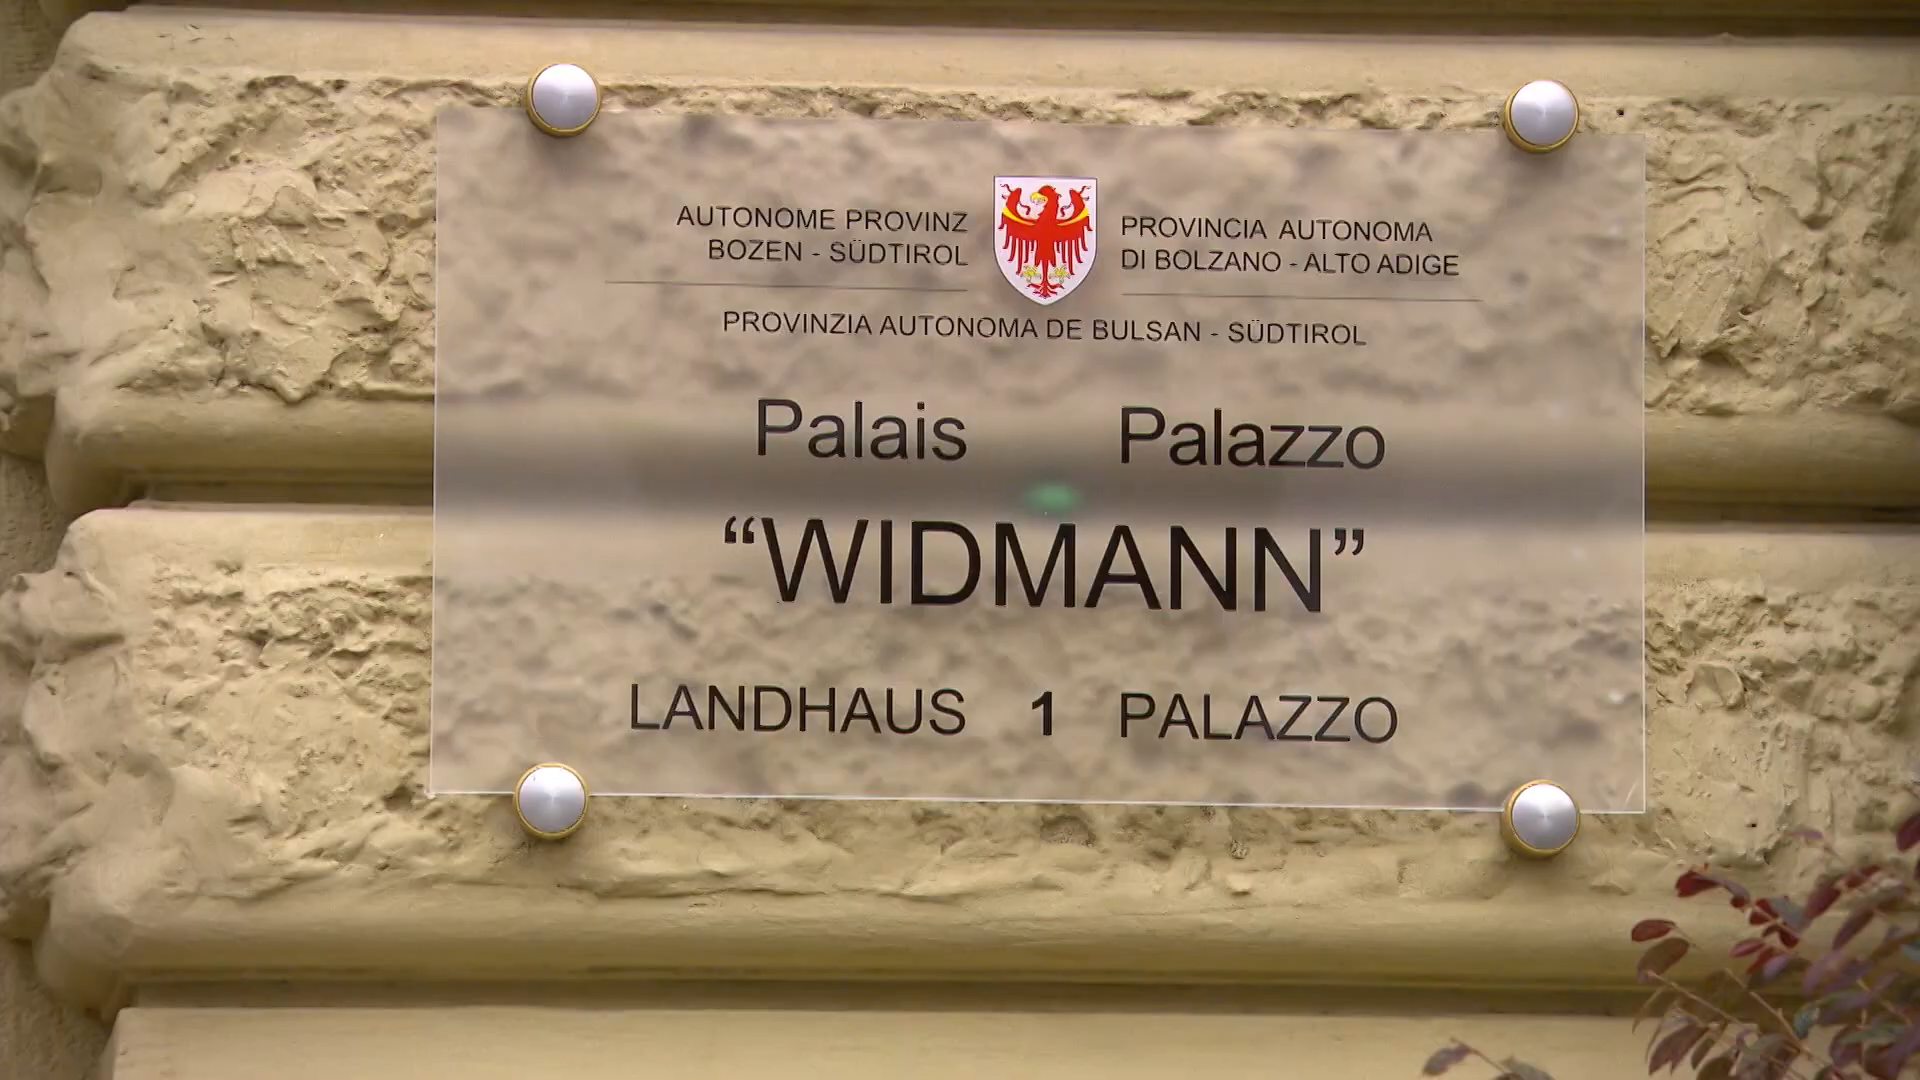 AUTONOME PROVINZ
BOZEN - SÜDTIROL
PROVINCIA AUTONOMA
DI BOLZANO - ALTO ADIGE
PROVINZIA AUTONOMA DE BULSAN - SÜDTIROL
Palais Palazzo
“WIDMANN”
LANDHAUS 1 PALAZZO